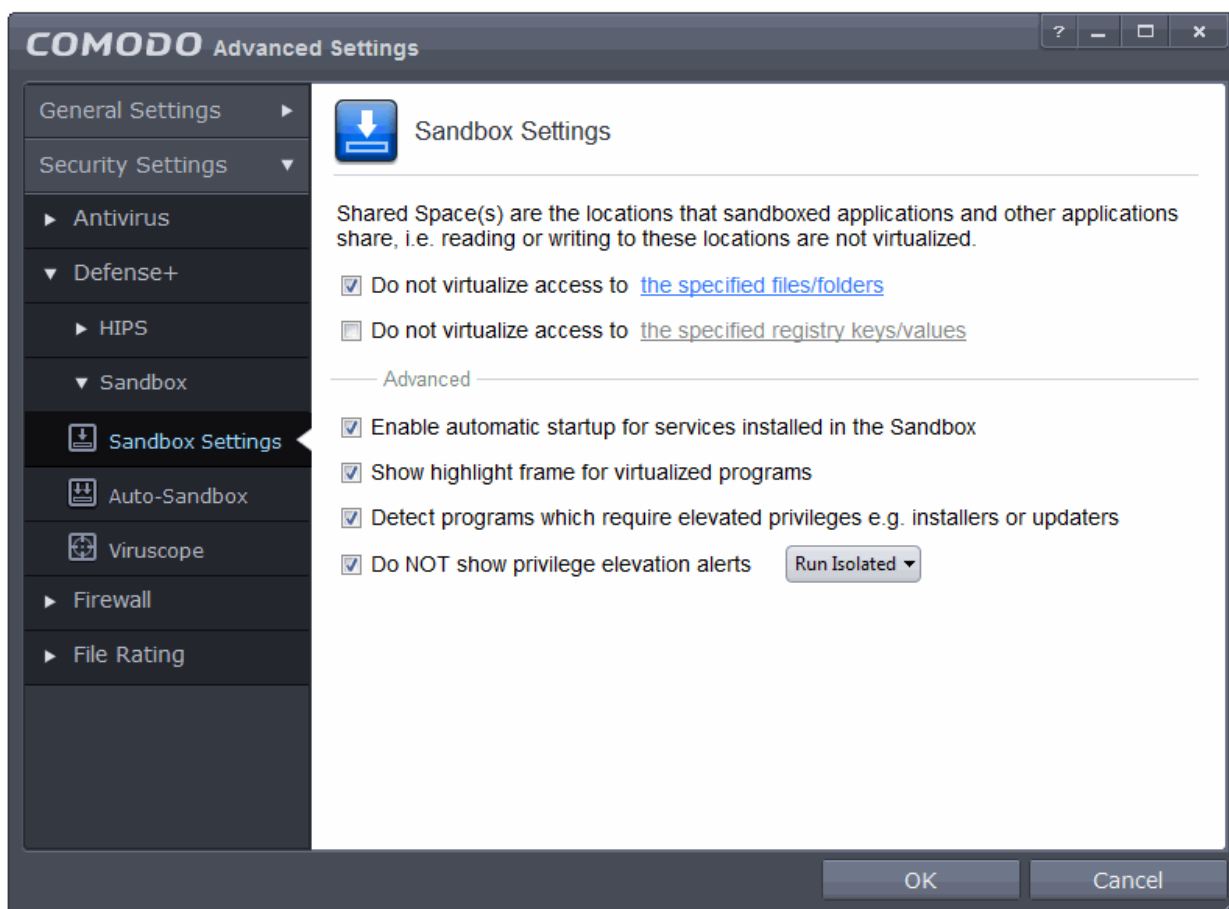 COMODO Advanced Settings
?
General Settings
Security Settings
Antivirus
Defense+
HIPS
Sandbox
Sandbox Settings
Auto-Sandbox
Viruscope
Firewall
File Rating
Sandbox Settings
Shared Space(s) are the locations that sandboxed applications and other applications
share, i.e. reading or writing to these locations are not virtualized.
Do not virtualize access to the specified files/folders
Do not virtualize access to the specified registry keys/values
Advanced
Enable automatic startup for services installed in the Sandbox
Show highlight frame for virtualized programs
Detect programs which require elevated privileges e.g. installers or updaters
Do NOT show privilege elevation alerts Run Isolated
OK Cancel